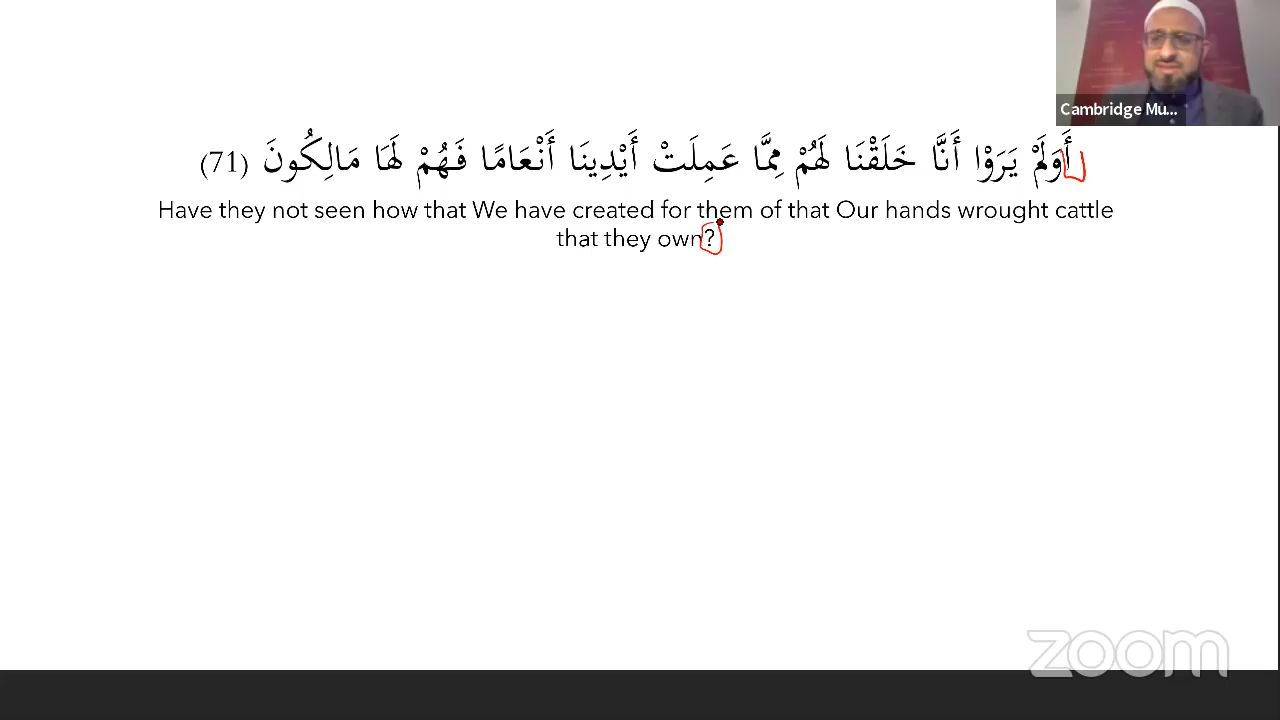 Cambridge Mu...
أَوَلَمْ يَرَوْا أَنَّا خَلَقْنَا لَهُمْ مِمَّا عَمِلَتْ أَيْدِينَا أَنْعَامًا فَهُمْ لَهَا مَالِكُونَ (71)
Have they not seen how that We have created for them of that Our hands wrought cattle
that they own?
zoom